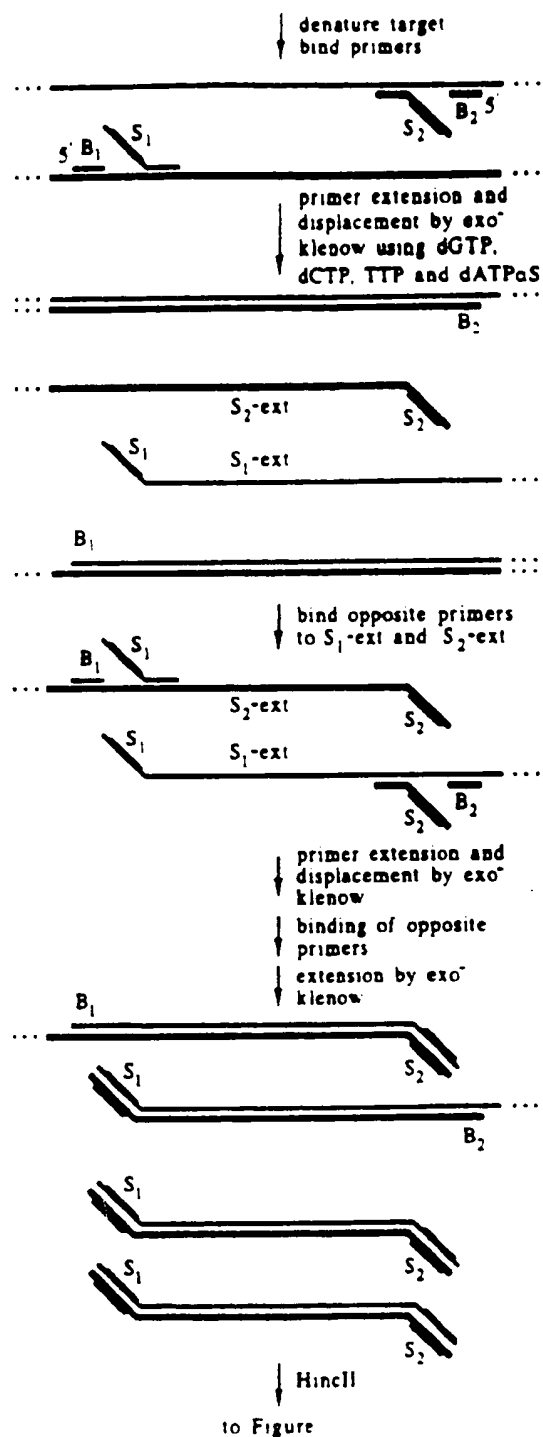 denature target
bind primers
... ...
B₂ 5'
S₂
5' B₁ S₁
... ...
primer extension and
displacement by exo⁻
klenow using dGTP,
dCTP, TTP and dATPαS
B₂
... S₂-ext S₂
S₁ S₁-ext ...
B₁
bind opposite primers
to S₁-ext and S₂-ext
B₁ S₁
... S₂-ext S₂
S₁ S₁-ext ...
S₂ B₂
primer extension and
displacement by exo⁻
klenow
binding of opposite
primers
extension by exo⁻
klenow
B₁
... S₂
S₁ ...
B₂
S₁
S₂
S₁
S₂
HincII
to Figure